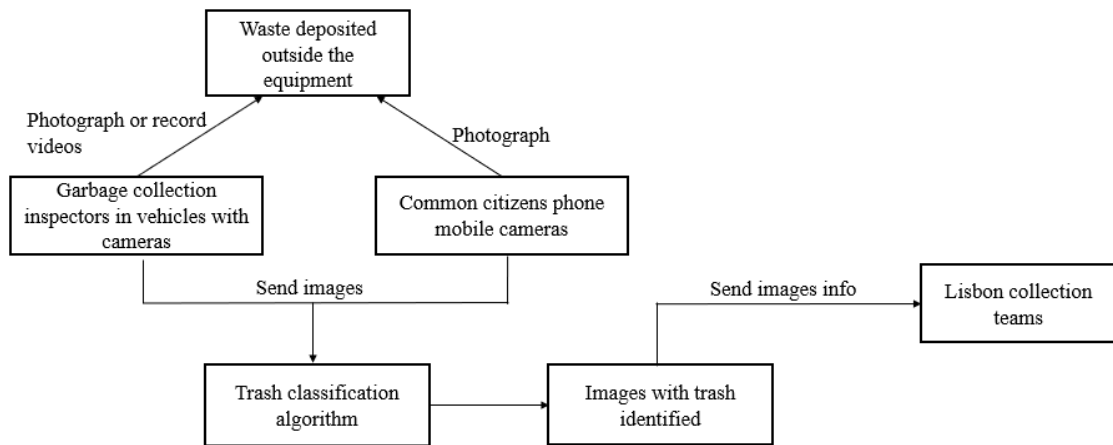 Waste deposited
outside the
equipment
Photograph or record
videos
Photograph
Garbage collection
inspectors in vehicles with
cameras
Common citizens phone
mobile cameras
Send images
Send images info
Lisbon collection
teams
Trash classification
algorithm
Images with trash
identified